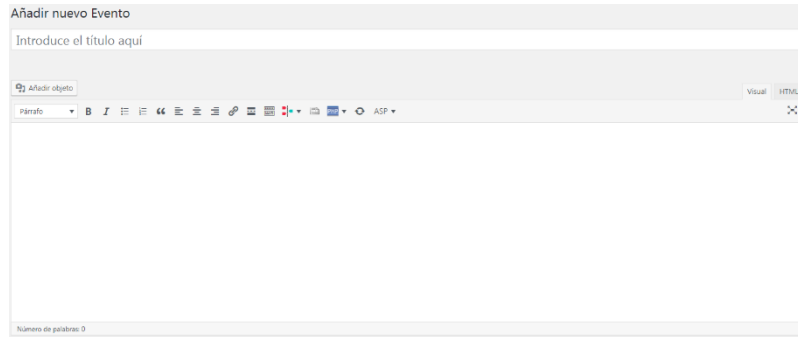 Añadir nuevo Evento
Introduce el título aquí
Añadir objeto
Visual HTML
Párrafo B I ASP
Número de palabras: 0